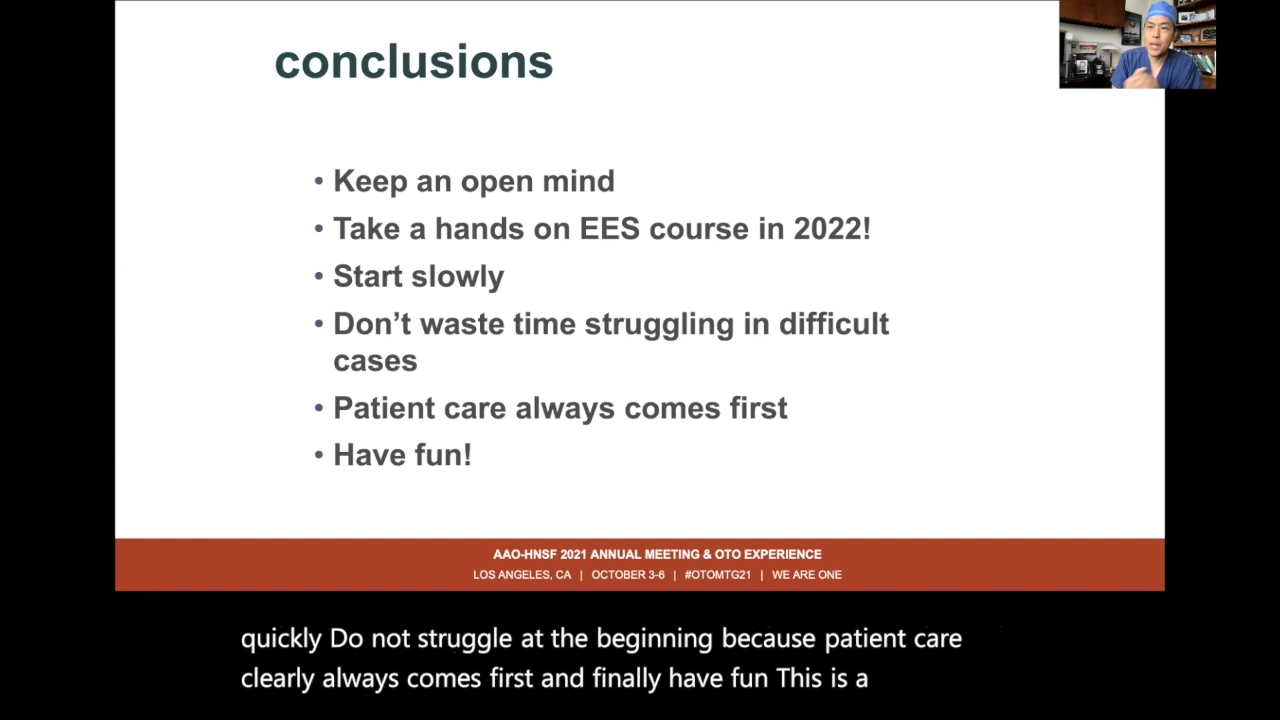 conclusions
• Keep an open mind
• Take a hands on EES course in 2022!
• Start slowly
• Don’t waste time struggling in difficult
cases
• Patient care always comes first
• Have fun!
AAO-HNSF 2021 ANNUAL MEETING & OTO EXPERIENCE
LOS ANGELES, CA | OCTOBER 3-6 | #OTOMTG21 | WE ARE ONE
quickly Do not struggle at the beginning because patient care
clearly always comes first and finally have fun This is a